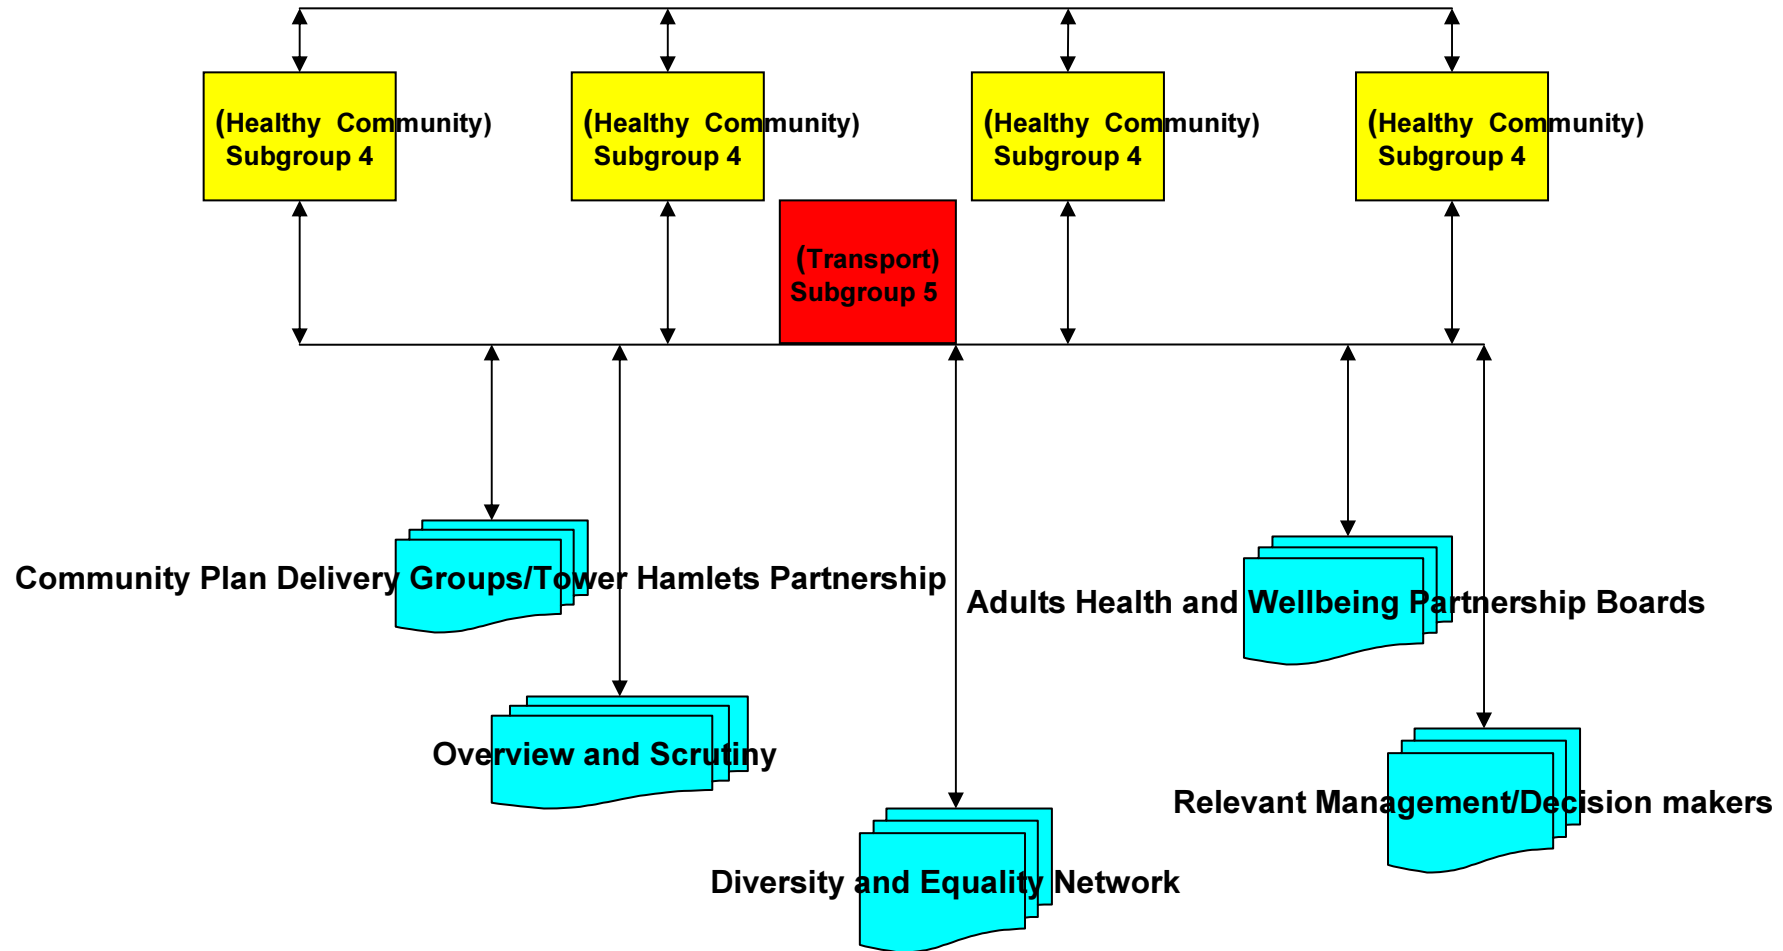 (Healthy Community)
Subgroup 4
(Healthy Community)
Subgroup 4
(Healthy Community)
Subgroup 4
(Healthy Community)
Subgroup 4
(Transport)
Subgroup 5
Community Plan Delivery Groups/Tower Hamlets Partnership
Adults Health and Wellbeing Partnership Boards
Overview and Scrutiny
Relevant Management/Decision makers
Diversity and Equality Network